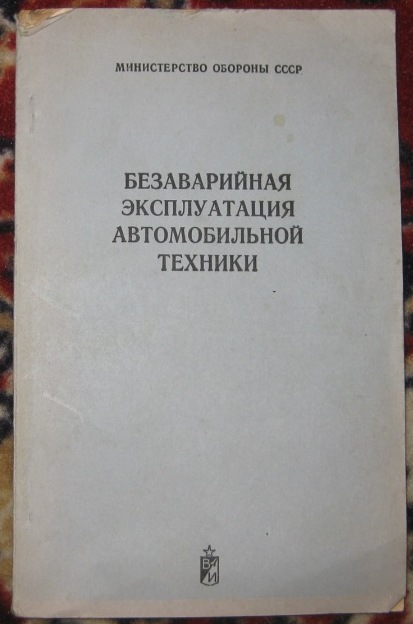 МИНИСТЕРСТВО ОБОРОНЫ СССР
БЕЗАВАРИЙНАЯ
ЭКСПЛУАТАЦИЯ
АВТОМОБИЛЬНОЙ
ТЕХНИКИ
В
И